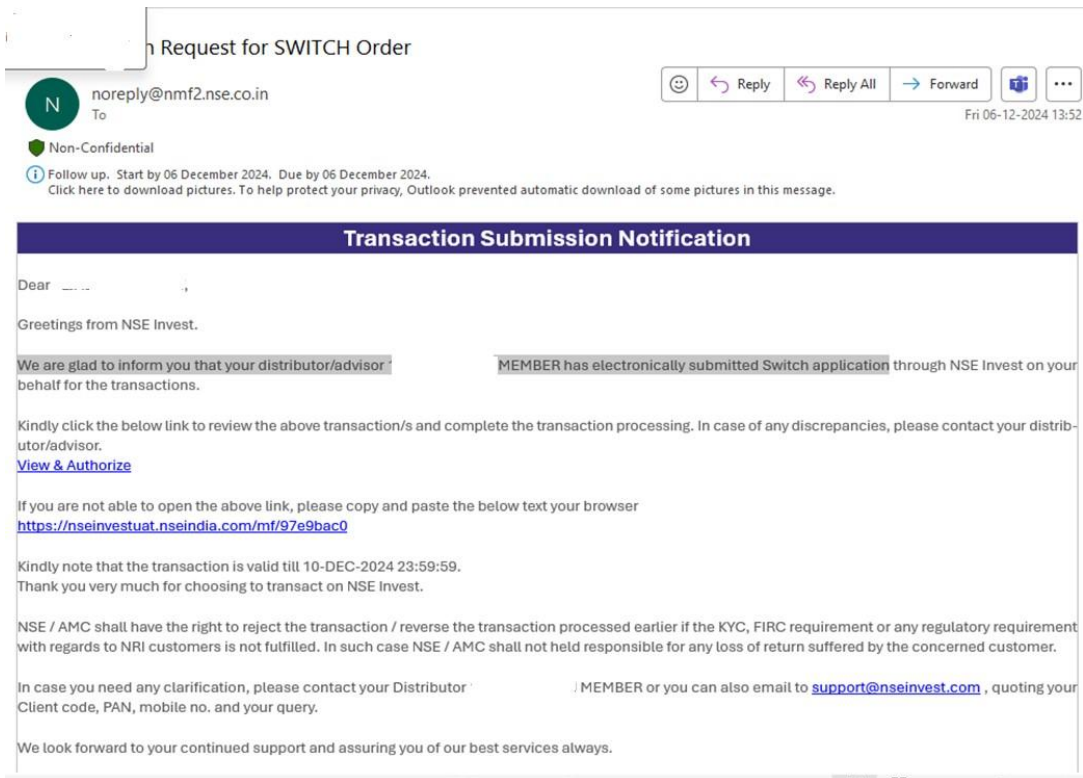 Request for SWITCH Order
N
noreply@nmf2.nse.co.in
To
Reply
Reply All
Forward
Fri 06-12-2024 13:52
Non-Confidential
Follow up. Start by 06 December 2024. Due by 06 December 2024.
Click here to download pictures. To help protect your privacy, Outlook prevented automatic download of some pictures in this message.
Transaction Submission Notification
Dear
Greetings from NSE Invest.
We are glad to inform you that your distributor/advisor MEMBER has electronically submitted Switch application through NSE Invest on your
behalf for the transactions.
Kindly click the below link to review the above transaction/s and complete the transaction processing. In case of any discrepancies, please contact your distrib-
utor/advisor.
View & Authorize
If you are not able to open the above link, please copy and paste the below text your browser
https://nseinvestuat.nseindia.com/mf/97e9bac0
Kindly note that the transaction is valid till 10-DEC-2024 23:59:59.
Thank you very much for choosing to transact on NSE Invest.
NSE / AMC shall have the right to reject the transaction / reverse the transaction processed earlier if the KYC, FIRC requirement or any regulatory requirement
with regards to NRI customers is not fulfilled. In such case NSE / AMC shall not held responsible for any loss of return suffered by the concerned customer.
In case you need any clarification, please contact your Distributor MEMBER or you can also email to support@nseinvest.com , quoting your
Client code, PAN, mobile no. and your query.
We look forward to your continued support and assuring you of our best services always.